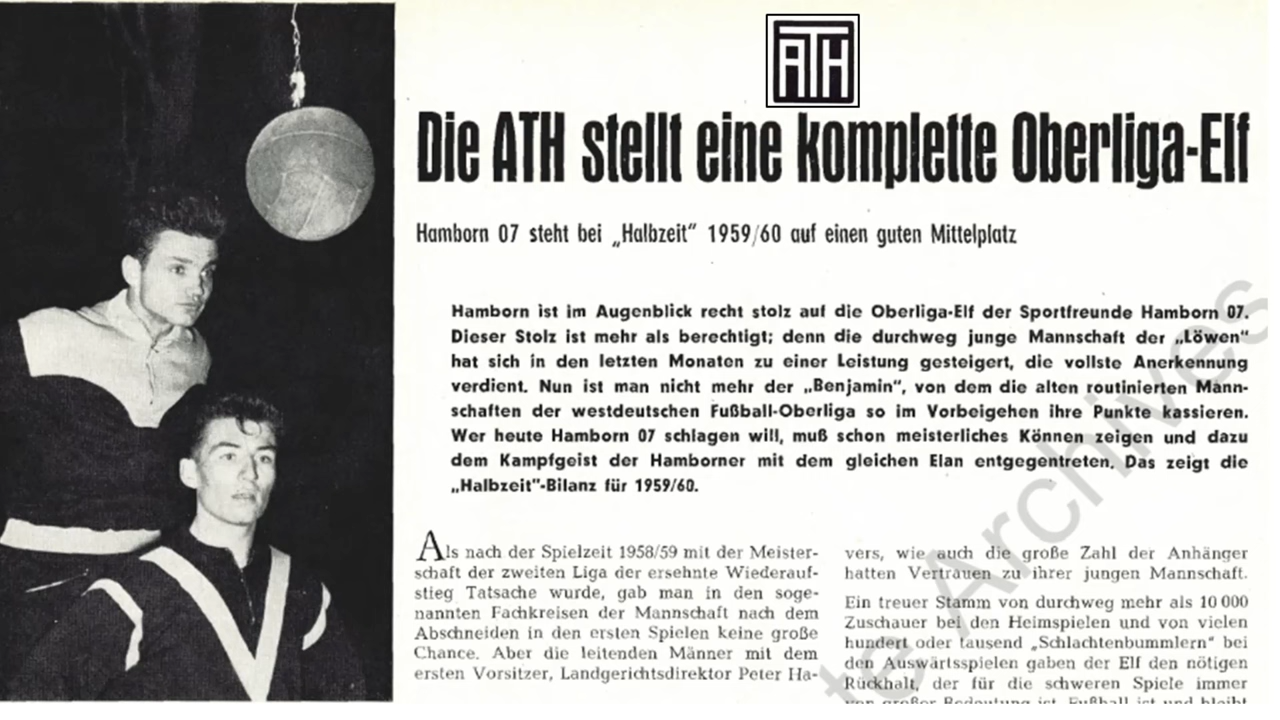 ATH
Die ATH stellt eine komplette Oberliga-Elf
Hamborn 07 steht bei „Halbzeit“ 1959/60 auf einen guten Mittelplatz
Hamborn ist im Augenblick recht stolz auf die Oberliga-Elf der Sportfreunde Hamborn 07.
Dieser Stolz ist mehr als berechtigt; denn die durchweg junge Mannschaft der „Löwen“
hat sich in den letzten Monaten zu einer Leistung gesteigert, die vollste Anerkennung
verdient. Nun ist man nicht mehr der „Benjamin“, von dem die alten routinierten Mann-
schaften der westdeutschen Fußball-Oberliga so im Vorbeigehen ihre Punkte kassieren.
Wer heute Hamborn 07 schlagen will, muß schon meisterliches Können zeigen und dazu
dem Kampfgeist der Hamborner mit dem gleichen Elan entgegentreten. Das zeigt die
„Halbzeit“-Bilanz für 1959/60.
Als nach der Spielzeit 1958/59 mit der Meister-
schaft der zweiten Liga der ersehnte Wiederauf-
stieg Tatsache wurde, gab man in den soge-
nannten Fachkreisen der Mannschaft nach dem
Abschneiden in den ersten Spielen keine große
Chance. Aber die leitenden Männer mit dem
ersten Vorsitzer, Landgerichtsdirektor Peter Ha-
vers, wie auch die große Zahl der Anhänger
hatten Vertrauen zu ihrer jungen Mannschaft.
Ein treuer Stamm von durchweg mehr als 10 000
Zuschauer bei den Heimspielen und von vielen
hundert oder tausend „Schlachtenbummlern“ bei
den Auswärtsspielen gaben der Elf den nötigen
Rückhalt, der für die schweren Spiele immer
von großer Bedeutung ist. Fußball ist und bleibt
te Archives